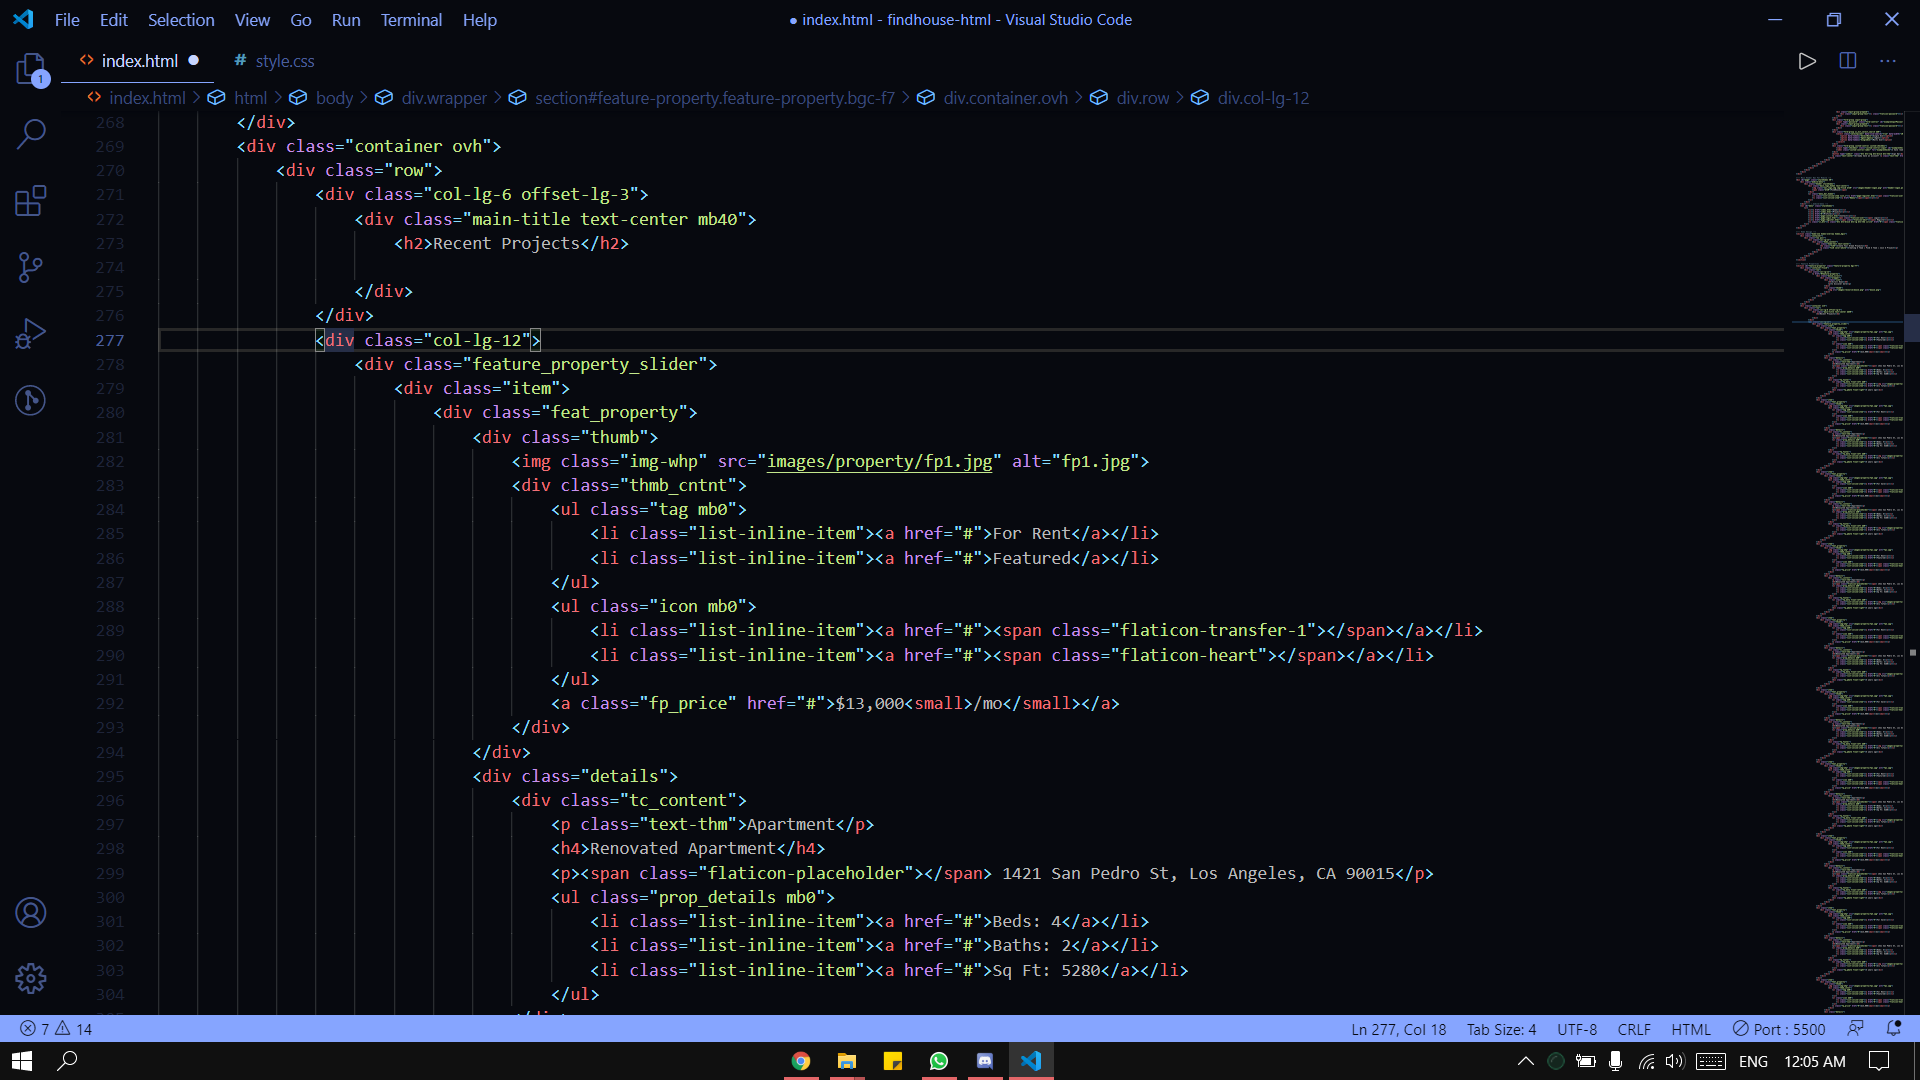 File Edit Selection View Go Run Terminal Help
● index.html - findhouse-html - Visual Studio Code
1
<> index.html ●
# style.css
<> index.html > html > body > div.wrapper > section#feature-property.feature-property.bgc-f7 > div.container.ovh > div.row > div.col-lg-12
268 </div>
269 <div class="container ovh">
270 <div class="row">
271 <div class="col-lg-6 offset-lg-3">
272 <div class="main-title text-center mb40">
273 <h2>Recent Projects</h2>
274
275 </div>
276 </div>
277 <div class="col-lg-12">
278 <div class="feature_property_slider">
279 <div class="item">
280 <div class="feat_property">
281 <div class="thumb">
282 <img class="img-whp" src="images/property/fp1.jpg" alt="fp1.jpg">
283 <div class="thmb_cntnt">
284 <ul class="tag mb0">
285 <li class="list-inline-item"><a href="#">For Rent</a></li>
286 <li class="list-inline-item"><a href="#">Featured</a></li>
287 </ul>
288 <ul class="icon mb0">
289 <li class="list-inline-item"><a href="#"><span class="flaticon-transfer-1"></span></a></li>
290 <li class="list-inline-item"><a href="#"><span class="flaticon-heart"></span></a></li>
291 </ul>
292 <a class="fp_price" href="#">$13,000<small>/mo</small></a>
293 </div>
294 </div>
295 <div class="details">
296 <div class="tc_content">
297 <p class="text-thm">Apartment</p>
298 <h4>Renovated Apartment</h4>
299 <p><span class="flaticon-placeholder"></span> 1421 San Pedro St, Los Angeles, CA 90015</p>
300 <ul class="prop_details mb0">
301 <li class="list-inline-item"><a href="#">Beds: 4</a></li>
302 <li class="list-inline-item"><a href="#">Baths: 2</a></li>
303 <li class="list-inline-item"><a href="#">Sq Ft: 5280</a></li>
304 </ul>
7 14
Ln 277, Col 18 Tab Size: 4 UTF-8 CRLF HTML Port : 5500
ENG 12:05 AM